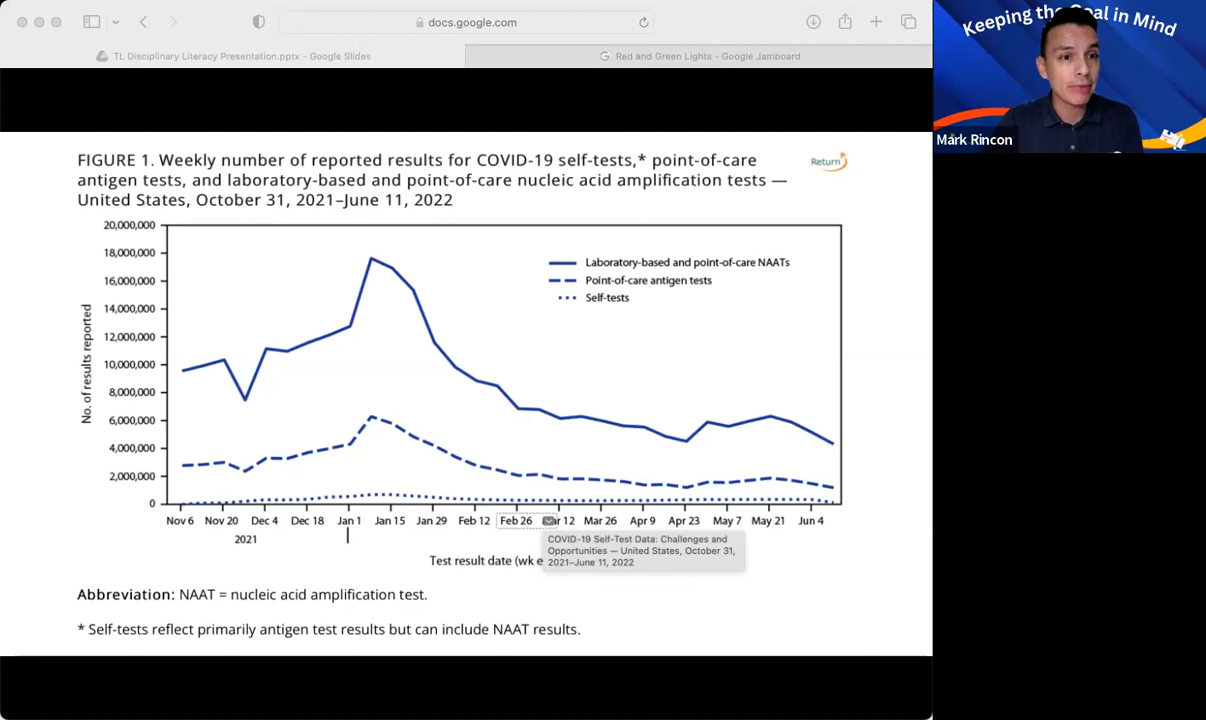 docs.google.com
TL Disciplinary Literacy Presentation.pptx - Google Slides
Red and Green Lights - Google Jamboard
Keeping the Goal in Mind
Mark Rincon
FIGURE 1. Weekly number of reported results for COVID-19 self-tests,* point-of-care
antigen tests, and laboratory-based and point-of-care nucleic acid amplification tests —
United States, October 31, 2021–June 11, 2022
Return
20,000,000
18,000,000
16,000,000
14,000,000
12,000,000
10,000,000
8,000,000
6,000,000
4,000,000
2,000,000
0
No. of results reported
Laboratory-based and point-of-care NAATs
Point-of-care antigen tests
Self-tests
Nov 6 Nov 20 Dec 4 Dec 18 Jan 1 Jan 15 Jan 29 Feb 12 Feb 26 12 Mar 26 Apr 9 Apr 23 May 7 May 21 Jun 4
2021
Test result date (wk e
COVID-19 Self-Test Data: Challenges and
Opportunities — United States, October 31,
2021–June 11, 2022
Abbreviation: NAAT = nucleic acid amplification test.
* Self-tests reflect primarily antigen test results but can include NAAT results.